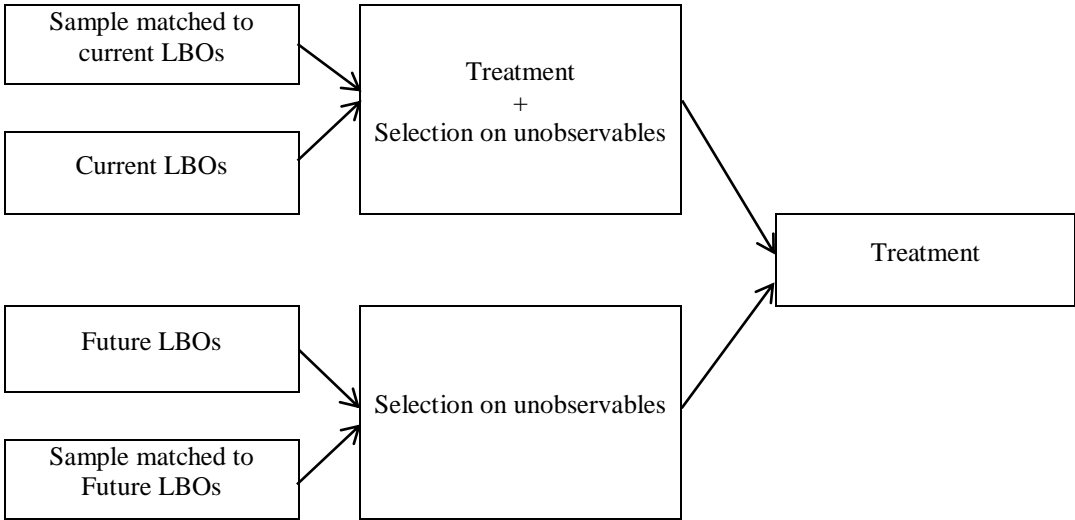 Sample matched to
current LBOs
Current LBOs
Treatment
+
Selection on unobservables
Treatment
Future LBOs
Sample matched to
Future LBOs
Selection on unobservables